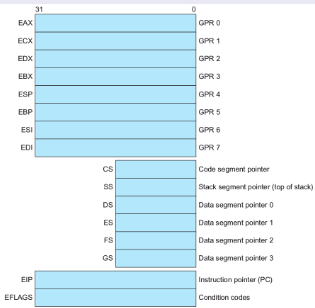 31 0
EAX GPR 0
ECX GPR 1
EDX GPR 2
EBX GPR 3
ESP GPR 4
EBP GPR 5
ESI GPR 6
EDI GPR 7
CS Code segment pointer
SS Stack segment pointer (top of stack)
DS Data segment pointer 0
ES Data segment pointer 1
FS Data segment pointer 2
GS Data segment pointer 3
EIP Instruction pointer (PC)
EFLAGS Condition codes